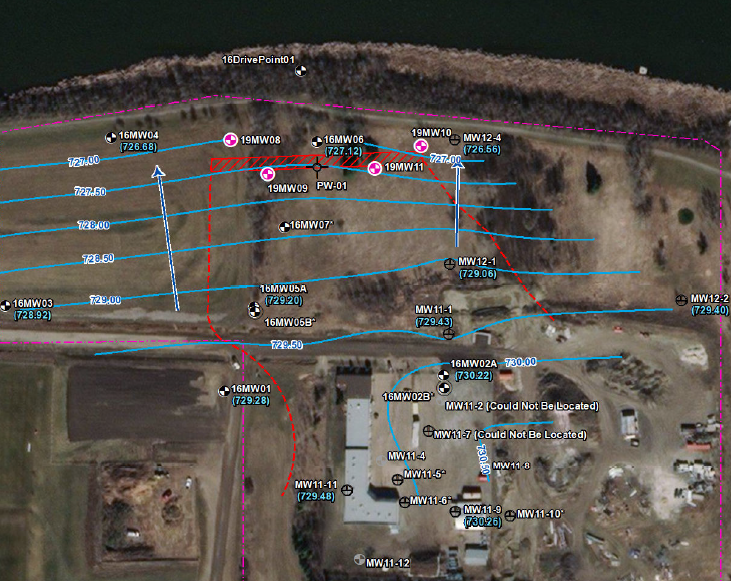 16DrivePoint01
16MW04
(726.68)
19MW08
16MW06
(727.12)
19MW10
MW12-4
(726.56)
727.00
727.00
19MW11
19MW09
PW-01
727.50
728.00
16MW07*
728.50
MW12-1
(729.06)
729.00
16MW03
(728.92)
16MW05A
(729.20)
16MW05B*
MW11-1
(729.43)
MW12-2
(729.40)
729.50
16MW02A
(730.22)
730.00
16MW01
(729.28)
16MW02B*
MW11-2 (Could Not Be Located)
MW11-7 (Could Not Be Located)
730.50
MW11-4
MW11-8
MW11-5*
MW11-11
(729.48)
MW11-6*
MW11-9
(730.26)
MW11-10*
MW11-12